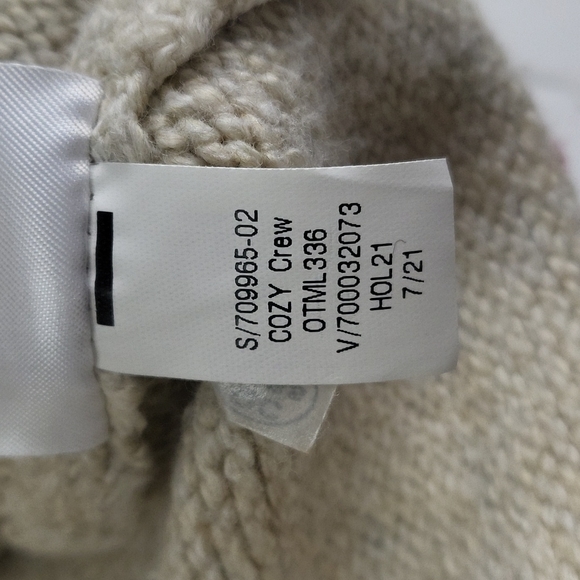 S/709965-02
COZY Crew
OTML336
V/700032073
HOL21
7/21